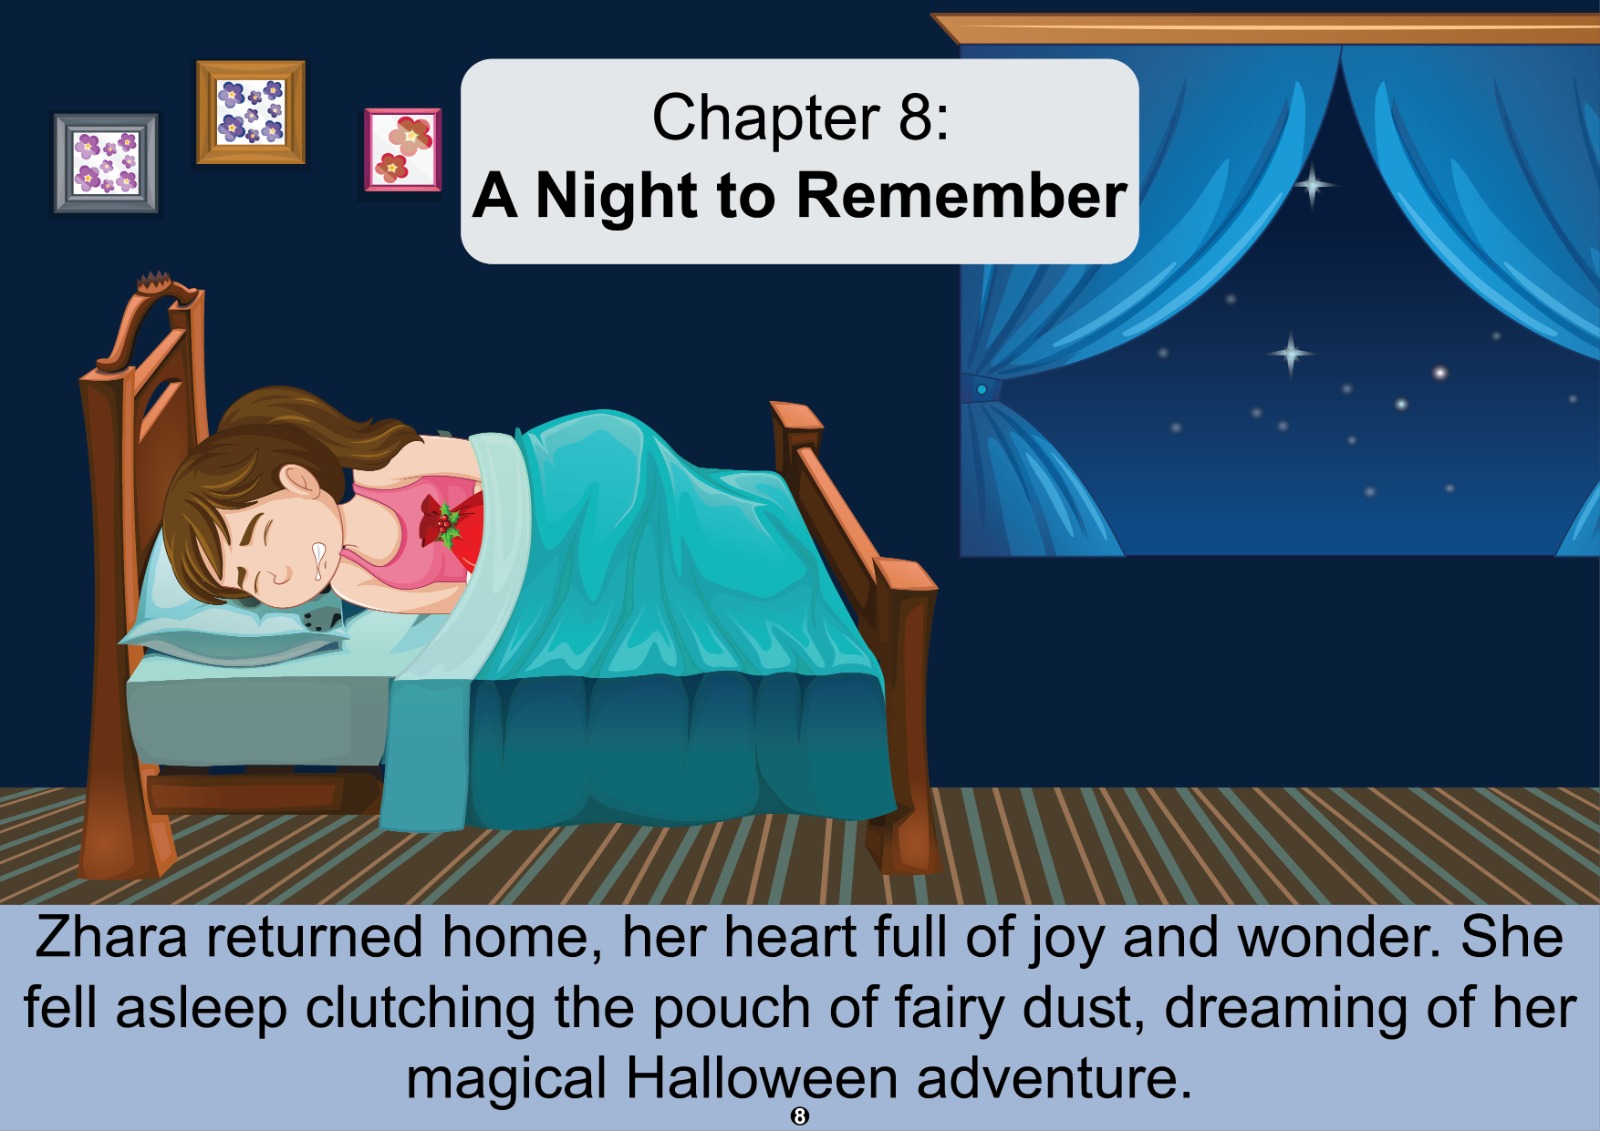 Chapter 8:
A Night to Remember
Zhara returned home, her heart full of joy and wonder. She
fell asleep clutching the pouch of fairy dust, dreaming of her
magical Halloween adventure.
8